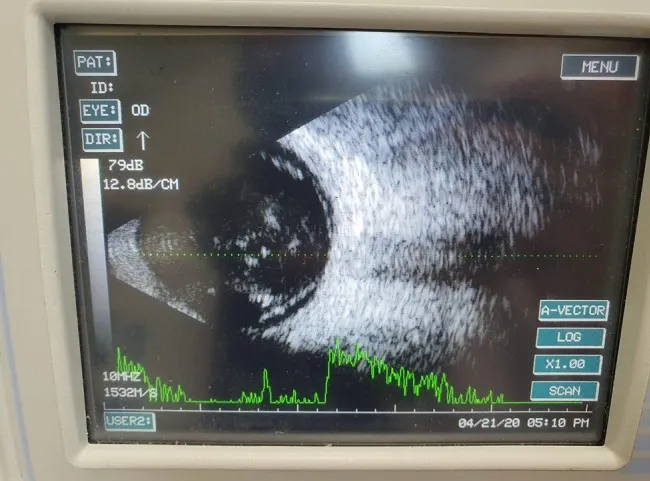 PAT:
MENU
ID:
EYE: OD
DIR: ↑
79dB
12.8dB/CM
A-VECTOR
LOG
X1.00
SCAN
10MHZ
1532M/S
USER2:
04/21/20 05:10 PM